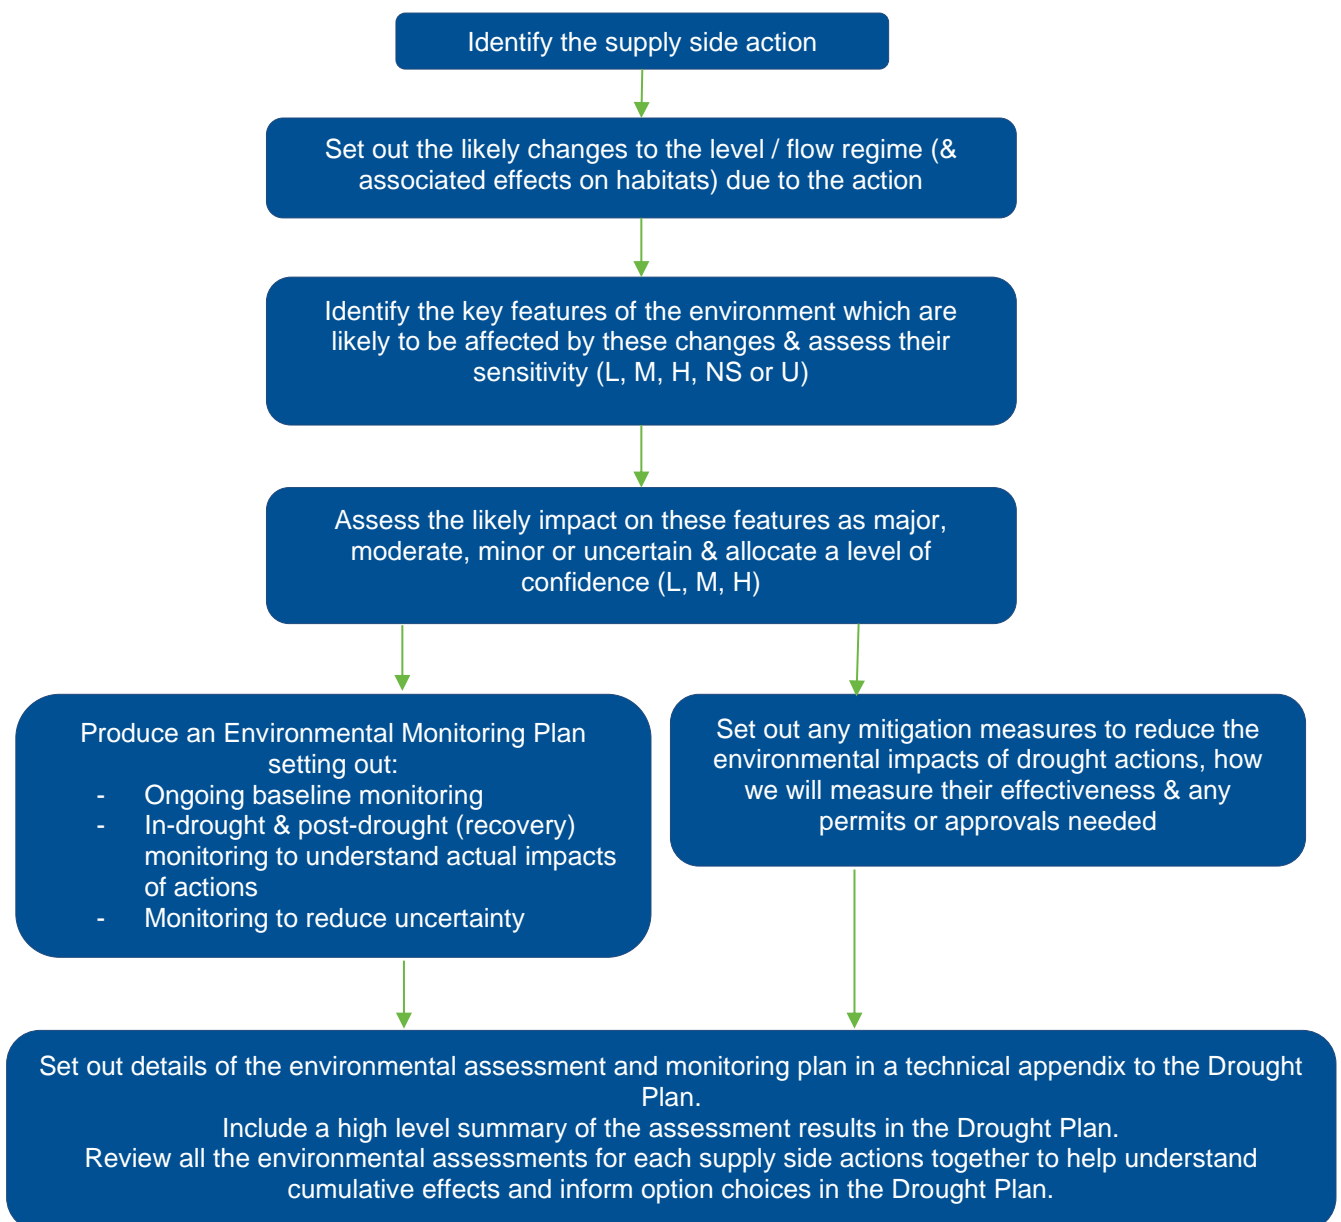 Identify the supply side action
Set out the likely changes to the level / flow regime (&
associated effects on habitats) due to the action
Identify the key features of the environment which are
likely to be affected by these changes & assess their
sensitivity (L, M, H, NS or U)
Assess the likely impact on these features as major,
moderate, minor or uncertain & allocate a level of
confidence (L, M, H)
Produce an Environmental Monitoring Plan
setting out:
- Ongoing baseline monitoring
- In-drought & post-drought (recovery)
monitoring to understand actual impacts
of actions
- Monitoring to reduce uncertainty
Set out any mitigation measures to reduce the
environmental impacts of drought actions, how
we will measure their effectiveness & any
permits or approvals needed
Set out details of the environmental assessment and monitoring plan in a technical appendix to the Drought
Plan.
Include a high level summary of the assessment results in the Drought Plan.
Review all the environmental assessments for each supply side actions together to help understand
cumulative effects and inform option choices in the Drought Plan.